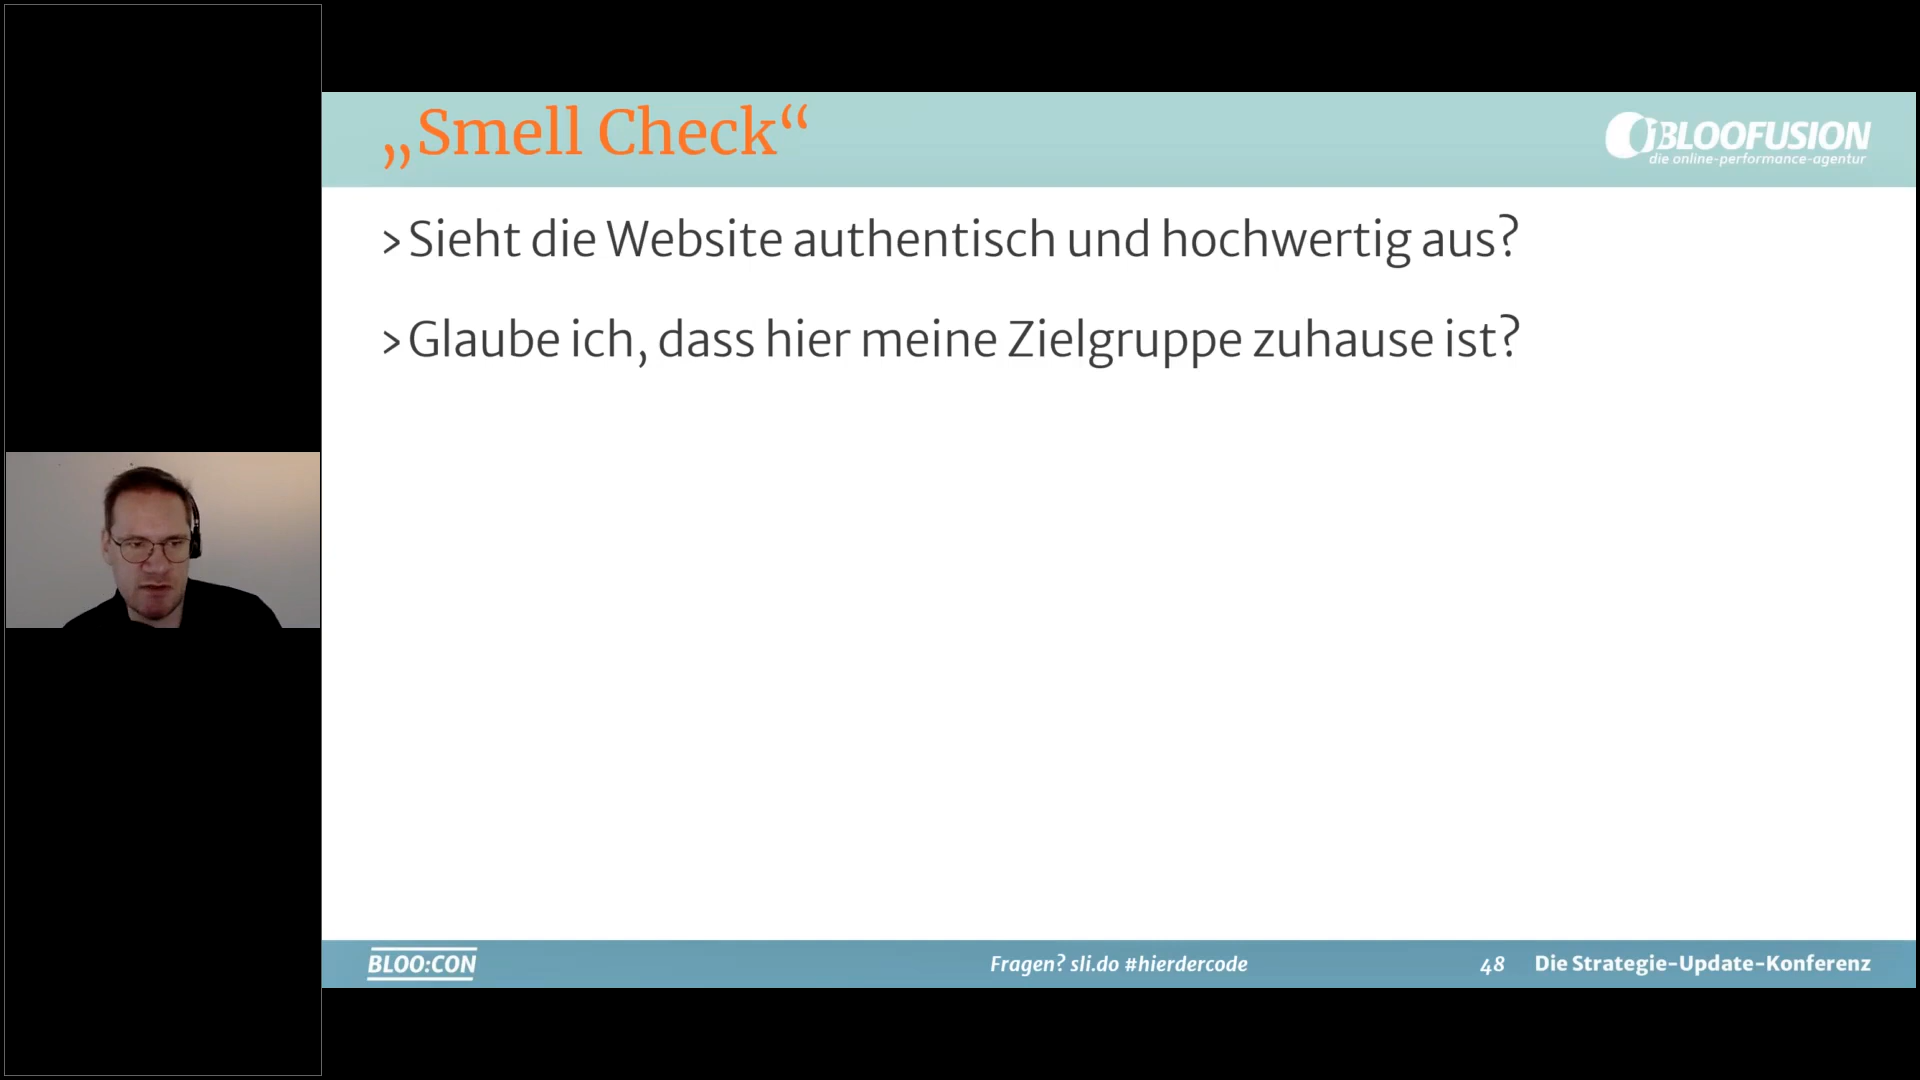 „Smell Check“
BLOOFUSION
die online-performance-agentur
> Sieht die Website authentisch und hochwertig aus?
> Glaube ich, dass hier meine Zielgruppe zuhause ist?
BLOO:CON
Fragen? sli.do #hierdercode
48
Die Strategie-Update-Konferenz